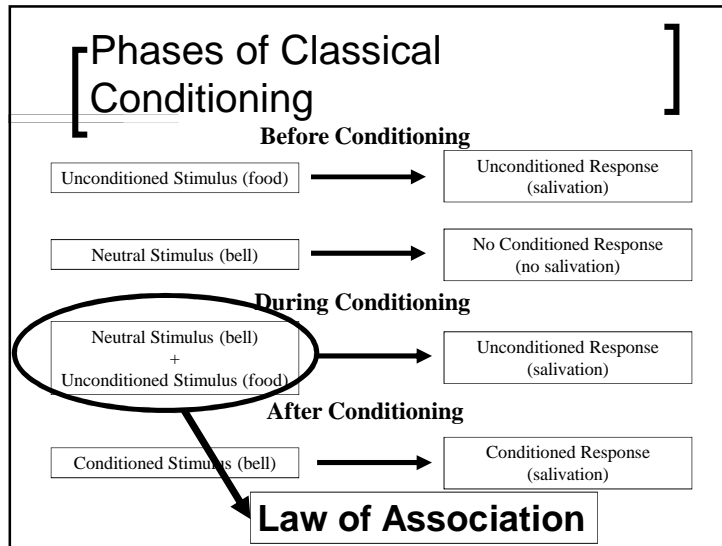 Phases of Classical
Conditioning
Before Conditioning
Unconditioned Stimulus (food)
Unconditioned Response
(salivation)
Neutral Stimulus (bell)
No Conditioned Response
(no salivation)
During Conditioning
Neutral Stimulus (bell)
+
Unconditioned Stimulus (food)
Unconditioned Response
(salivation)
After Conditioning
Conditioned Stimulus (bell)
Conditioned Response
(salivation)
Law of Association